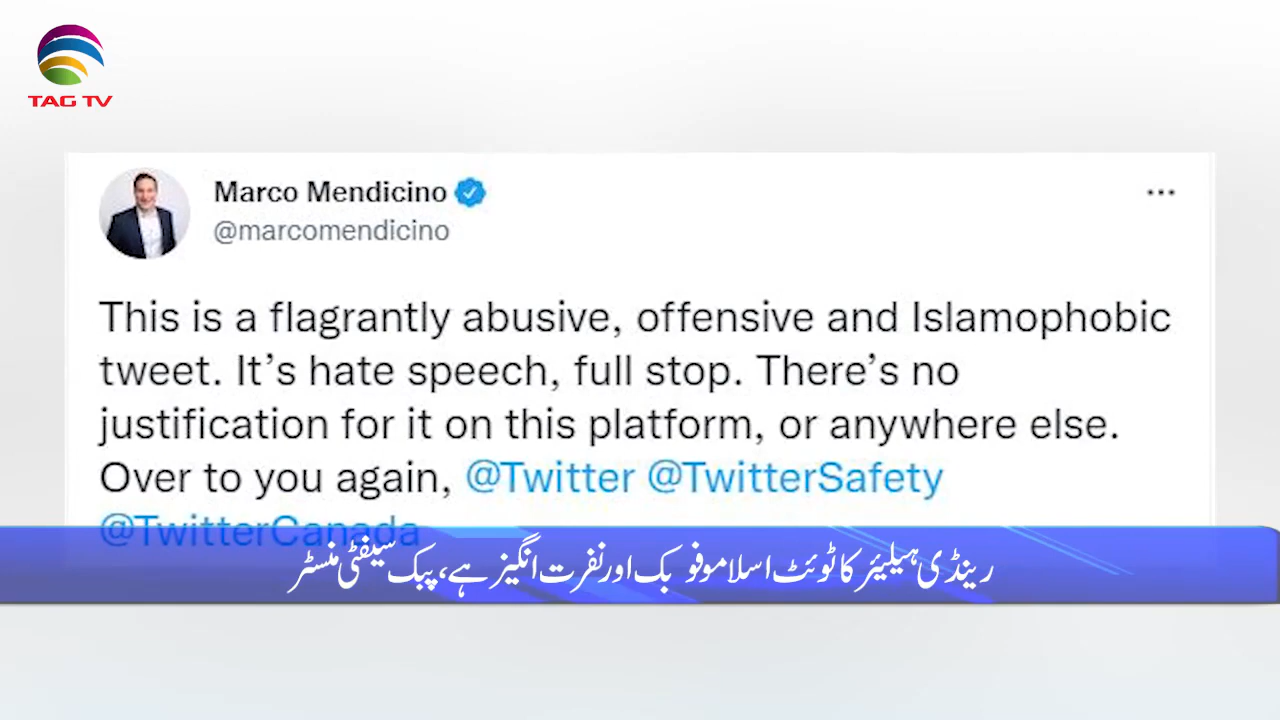 TAG TV
Marco Mendicino
@marcomendicino
This is a flagrantly abusive, offensive and Islamophobic
tweet. It’s hate speech, full stop. There’s no
justification for it on this platform, or anywhere else.
Over to you again, @Twitter @TwitterSafety
@TwitterCanada
رینڈی ہیلیئر کا ٹوئٹ اسلاموفوبک اور نفرت انگیز ہے، پبک سیفٹی منسٹر